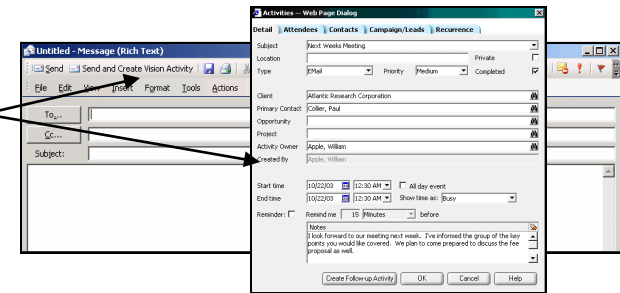 Untitled - Message (Rich Text)
Send Send and Create Vision Activity
File Edit View Insert Format Tools Actions
To...
Cc...
Subject:
Activities -- Web Page Dialog
Detail Attendees Contacts Campaign/Leads Recurrence
Subject Next Weeks Meeting
Location Private
Type EMail Priority Medium Completed
Client Atlantic Research Corporation
Primary Contact Collier, Paul
Opportunity
Project
Activity Owner Apple, William
Created By Apple, William
Start time 10/22/03 12:30 AM All day event
End time 10/22/03 12:30 AM Show time as: Busy
Reminder: Remind me 15 Minutes before
Notes
I look forward to our meeting next week. I've informed the group of the key
points you would like covered. We plan to come prepared to discuss the fee
proposal as well.
Create Follow-up Activity OK Cancel Help